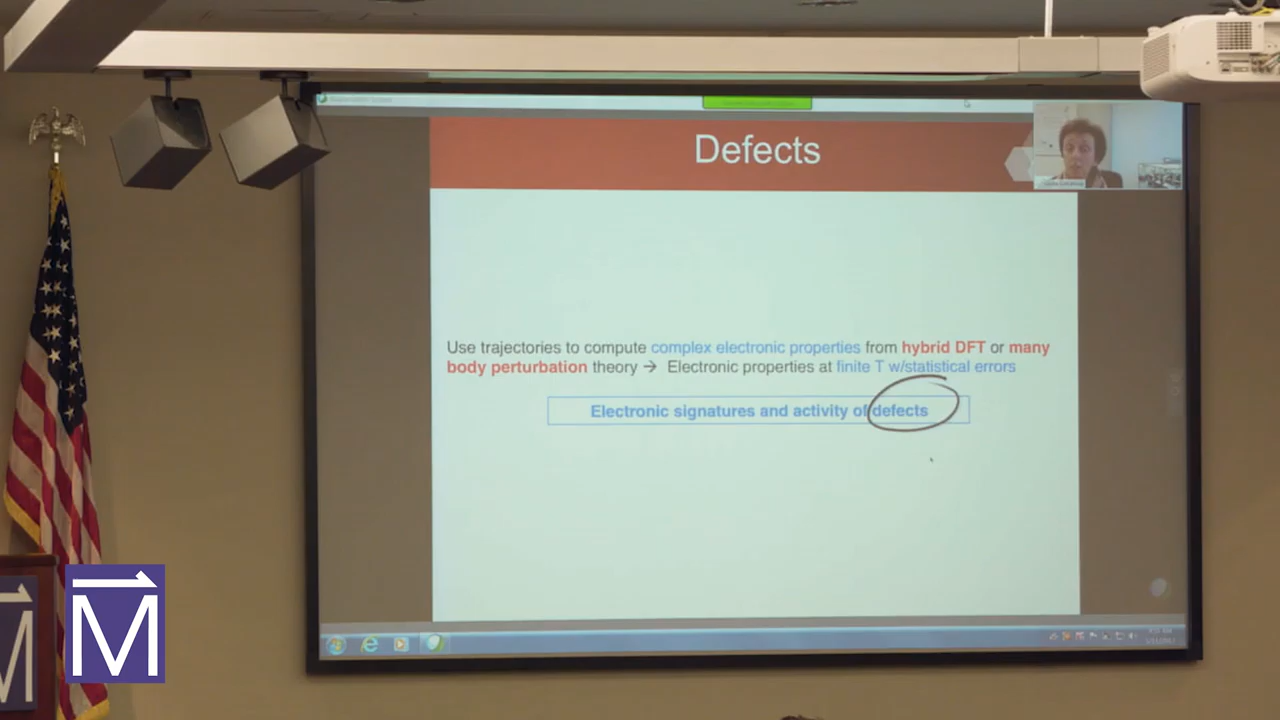 Defects
Use trajectories to compute complex electronic properties from hybrid DFT or many
body perturbation theory → Electronic properties at finite T w/statistical errors
Electronic signatures and activity of defects
M
M